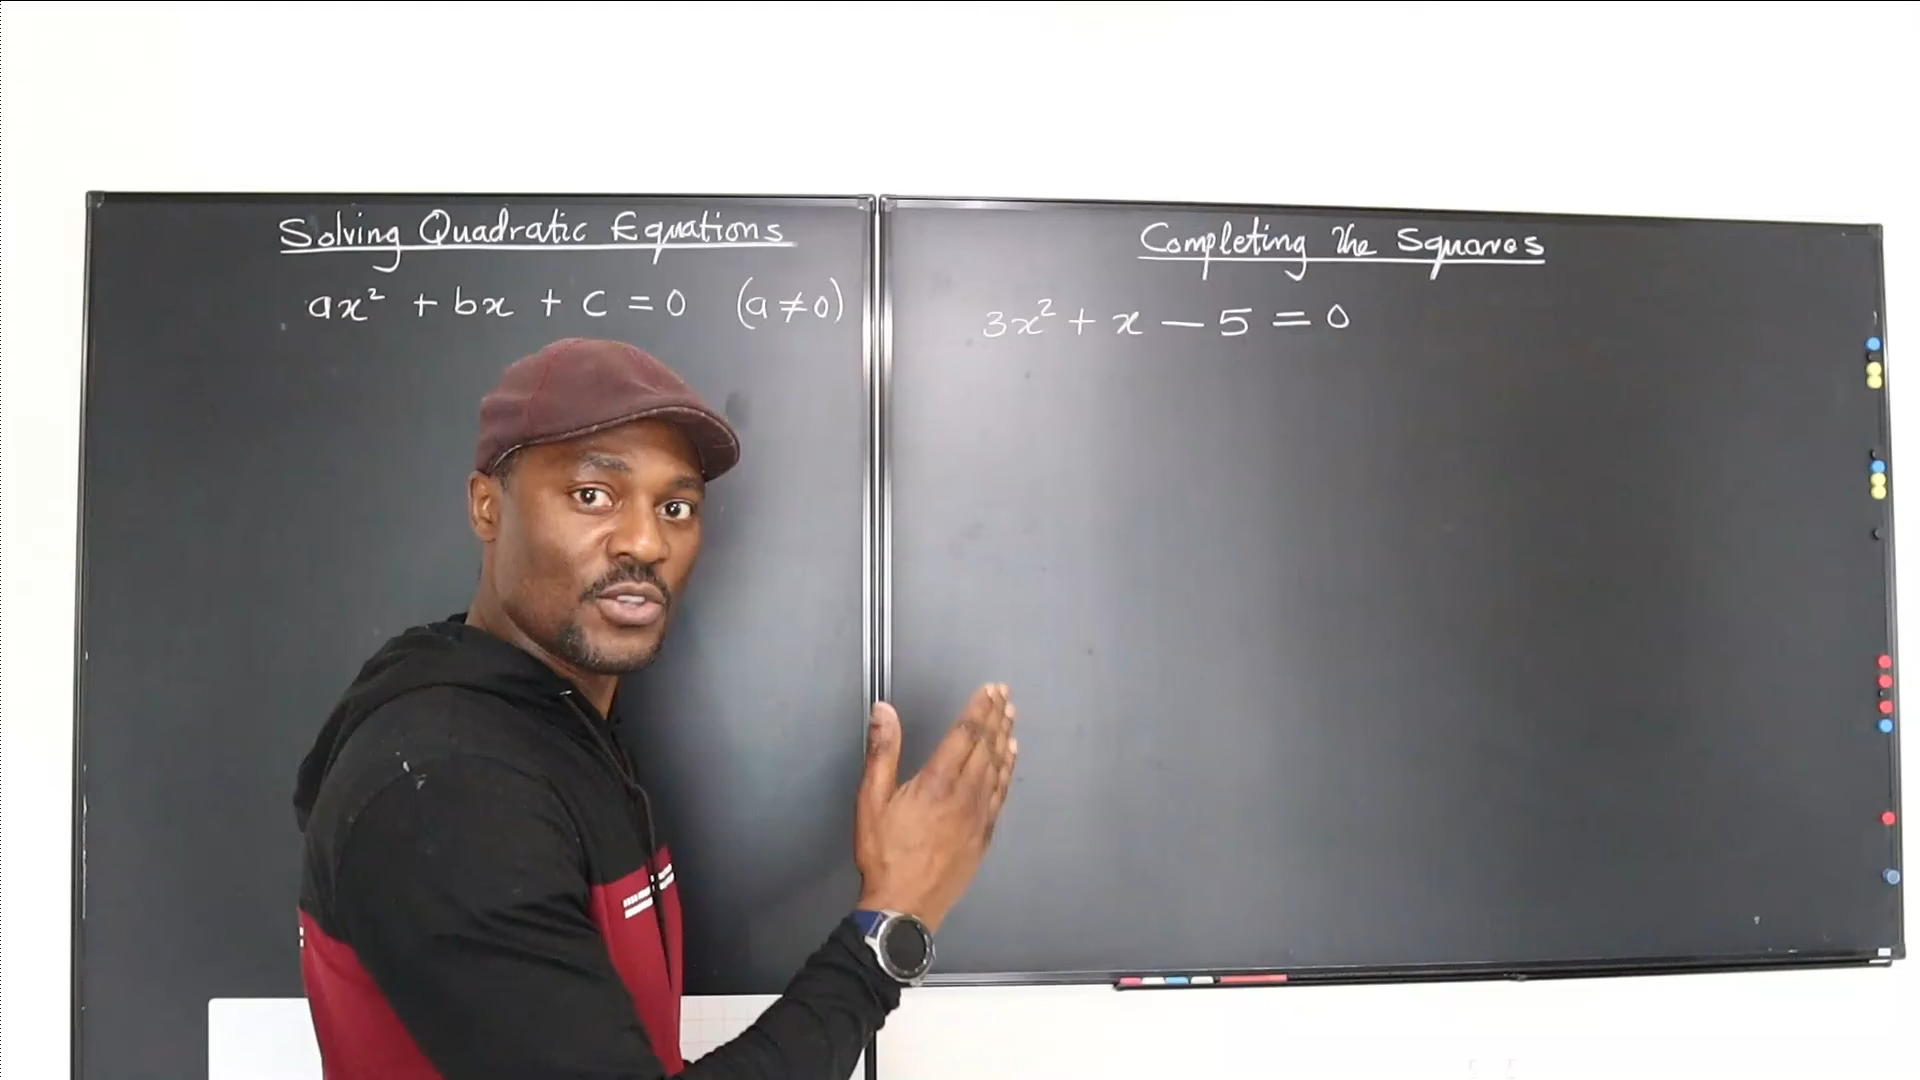 Solving Quadratic Equations
ax² + bx + c = 0 (a ≠ 0)
Completing the Squares
3x² + x – 5 = 0